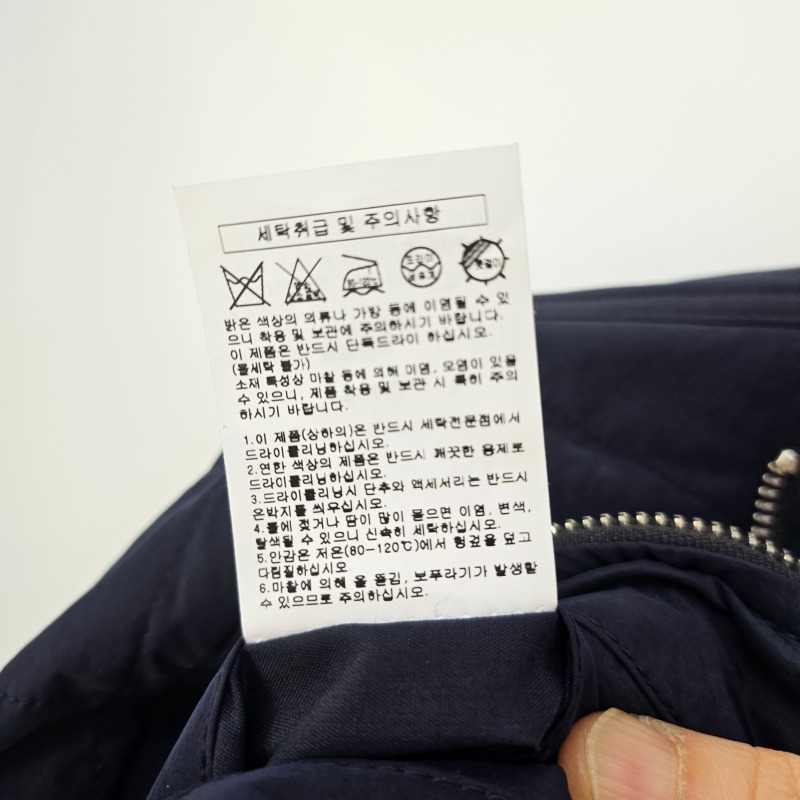 세탁취급 및 주의사항
80~120℃
드라이
옷걸이
밝은 색상의 의류나 가방 등에 이염될 수 있
으니 착용 및 보관에 주의하시기 바랍니다.
이 제품은 반드시 단독드라이 하십시오.
(물세탁 불가)
소재 특성상 마찰 등에 의해 이염, 오염이 있을
수 있으니, 제품 착용 및 보관 시 특히 주의
하시기 바랍니다.
1.이 제품(상하의)은 반드시 세탁전문점에서
드라이클리닝하십시오.
2.연한 색상의 제품은 반드시 깨끗한 용제로
드라이클리닝하십시오.
3.드라이클리닝시 단추와 액세서리는 반드시
은박지를 씌우십시오.
4.물에 젖거나 땀이 많이 묻으면 이염, 변색,
탈색될 수 있으니 신속히 세탁하십시오.
5.안감은 저온(80-120℃)에서 헝겊을 덮고
다림질하십시오.
6.마찰에 의해 올 뜯김, 보푸라기가 발생할
수 있으므로 주의하십시오.